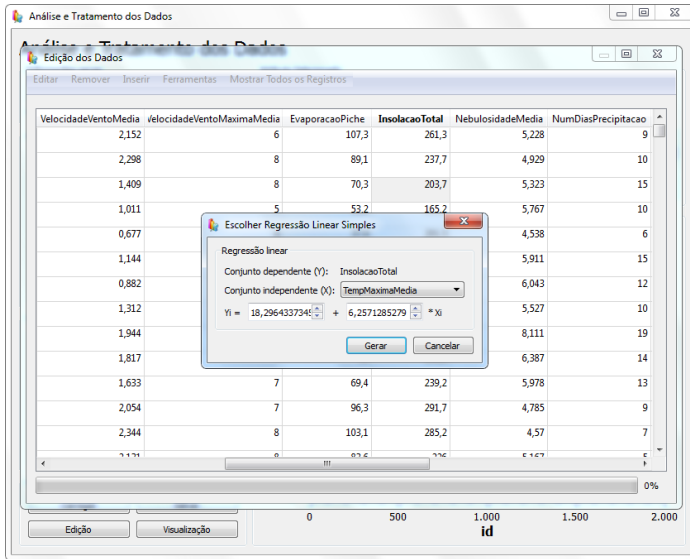 Análise e Tratamento dos Dados
Edição dos Dados
Editar Remover Inserir Ferramentas Mostrar Todos os Registros
VelocidadeVentoMedia VelocidadeVentoMaximaMedia EvaporacaoPiche InsolacaoTotal NebulosidadeMedia NumDiasPrecipitacao
2,152 6 107,3 261,3 5,228 9
2,298 8 89,1 237,7 4,929 10
1,409 8 70,3 203,7 5,323 15
1,011 5 53,2 165,2 5,767 10
0,677 4,538 6
1,144 5,911 15
0,882 6,043 12
1,312 5,527 10
1,944 8,111 19
1,817 6,387 14
1,633 7 69,4 239,2 5,978 13
2,054 7 96,3 291,7 4,785 9
2,344 8 103,1 285,2 4,57 7
Escolher Regressão Linear Simples
Regressão linear
Conjunto dependente (Y): InsolacaoTotal
Conjunto independente (X): TempMaximaMedia
Yi = 18,296433734 + 6,2571285279 * Xi
Gerar Cancelar
0%
Edição Visualização
0 500 1.000 1.500 2.000
id